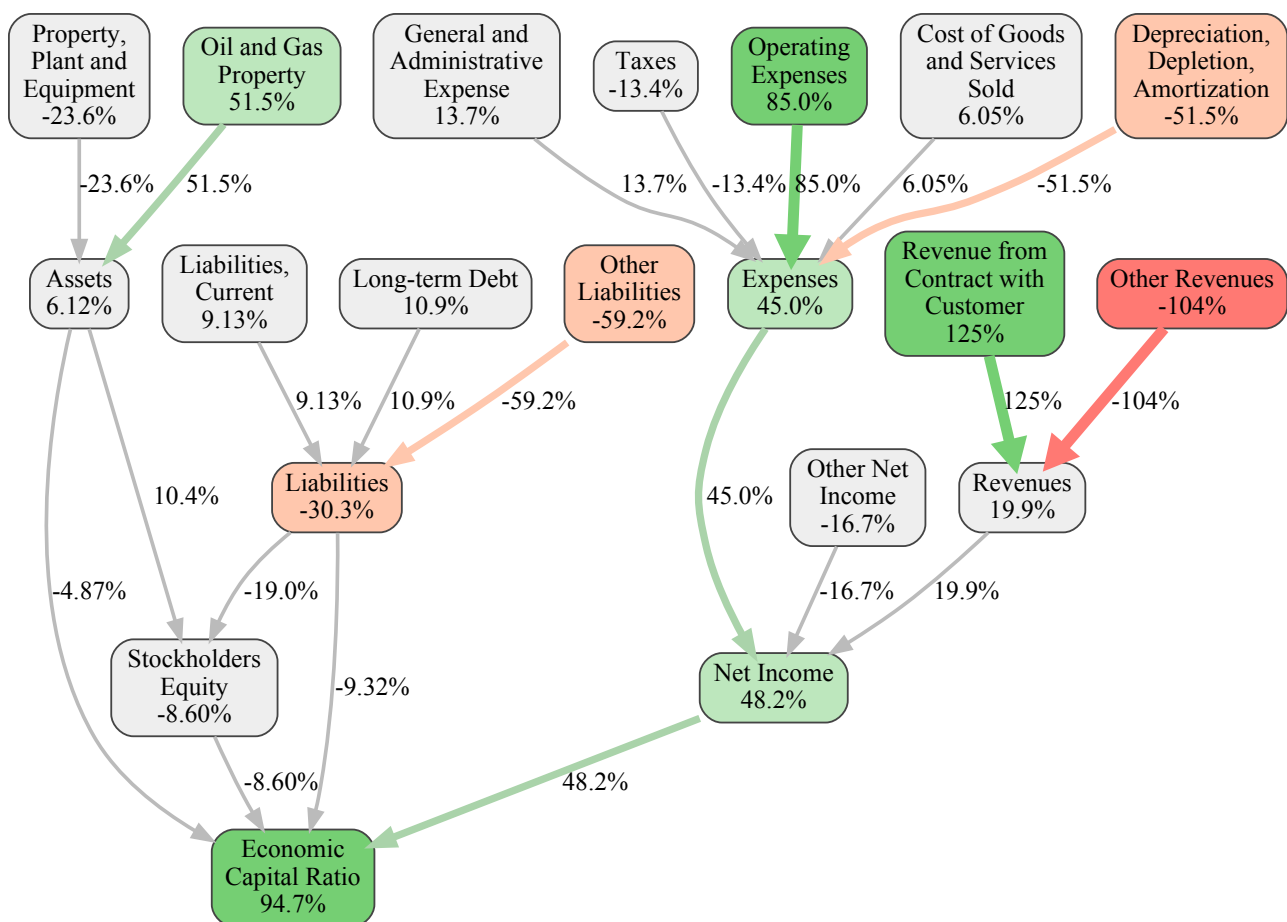 Property,
Plant and
Equipment
-23.6%
Oil and Gas
Property
51.5%
General and
Administrative
Expense
13.7%
Taxes
-13.4%
Operating
Expenses
85.0%
Cost of Goods
and Services
Sold
6.05%
Depreciation,
Depletion,
Amortization
-51.5%
-23.6%
51.5%
13.7%
-13.4%
85.0%
6.05%
-51.5%
Assets
6.12%
Liabilities,
Current
9.13%
Long-term Debt
10.9%
Other
Liabilities
-59.2%
Expenses
45.0%
Revenue from
Contract with
Customer
125%
Other Revenues
-104%
9.13%
10.9%
-59.2%
125%
-104%
Liabilities
-30.3%
10.4%
45.0%
Other Net
Income
-16.7%
Revenues
19.9%
-4.87%
-19.0%
-16.7%
19.9%
Stockholders
Equity
-8.60%
-9.32%
Net Income
48.2%
-8.60%
48.2%
Economic
Capital Ratio
94.7%